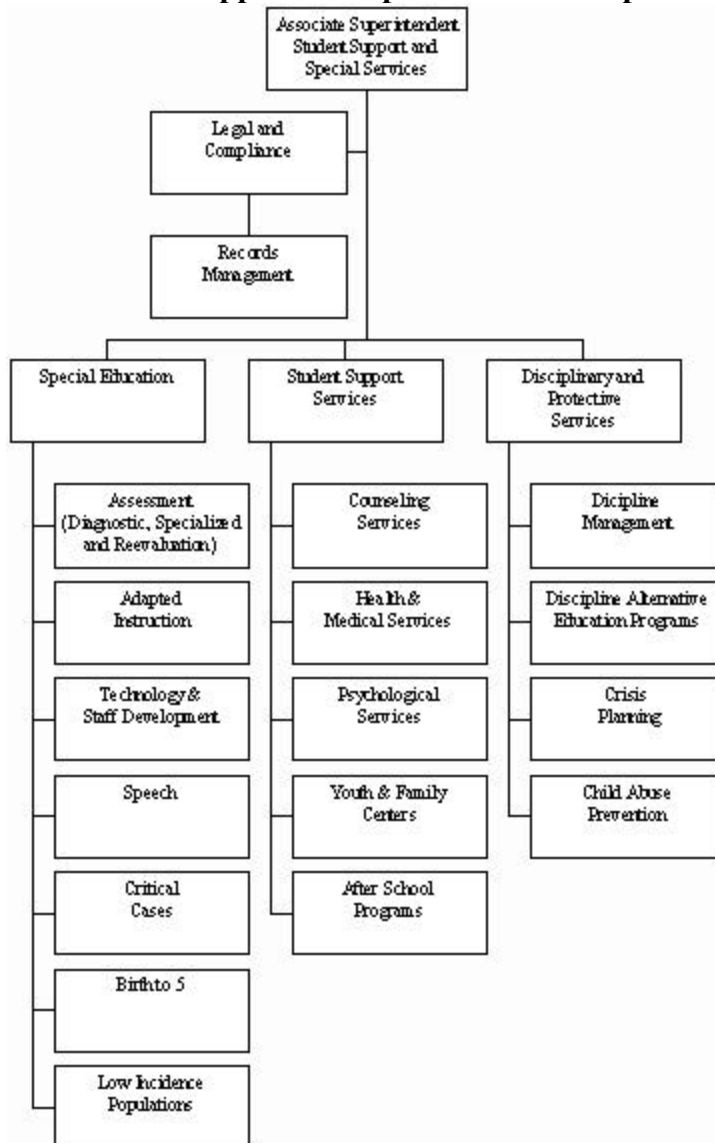 Associate Superintendent
Student Support and
Special Services
Legal and
Compliance
Records
Management
Special Education
Student Support
Services
Disciplinary and
Protective
Services
Assessment
(Diagnostic, Specialized
and Reevaluation)
Adapted
Instruction
Technology &
Staff Development
Speech
Critical
Cases
Birth to 5
Low Incidence
Populations
Counseling
Services
Health &
Medical Services
Psychological
Services
Youth & Family
Centers
After School
Programs
Dicipline
Management
Discipline Alternative
Education Programs
Crisis
Planning
Child Abuse
Prevention